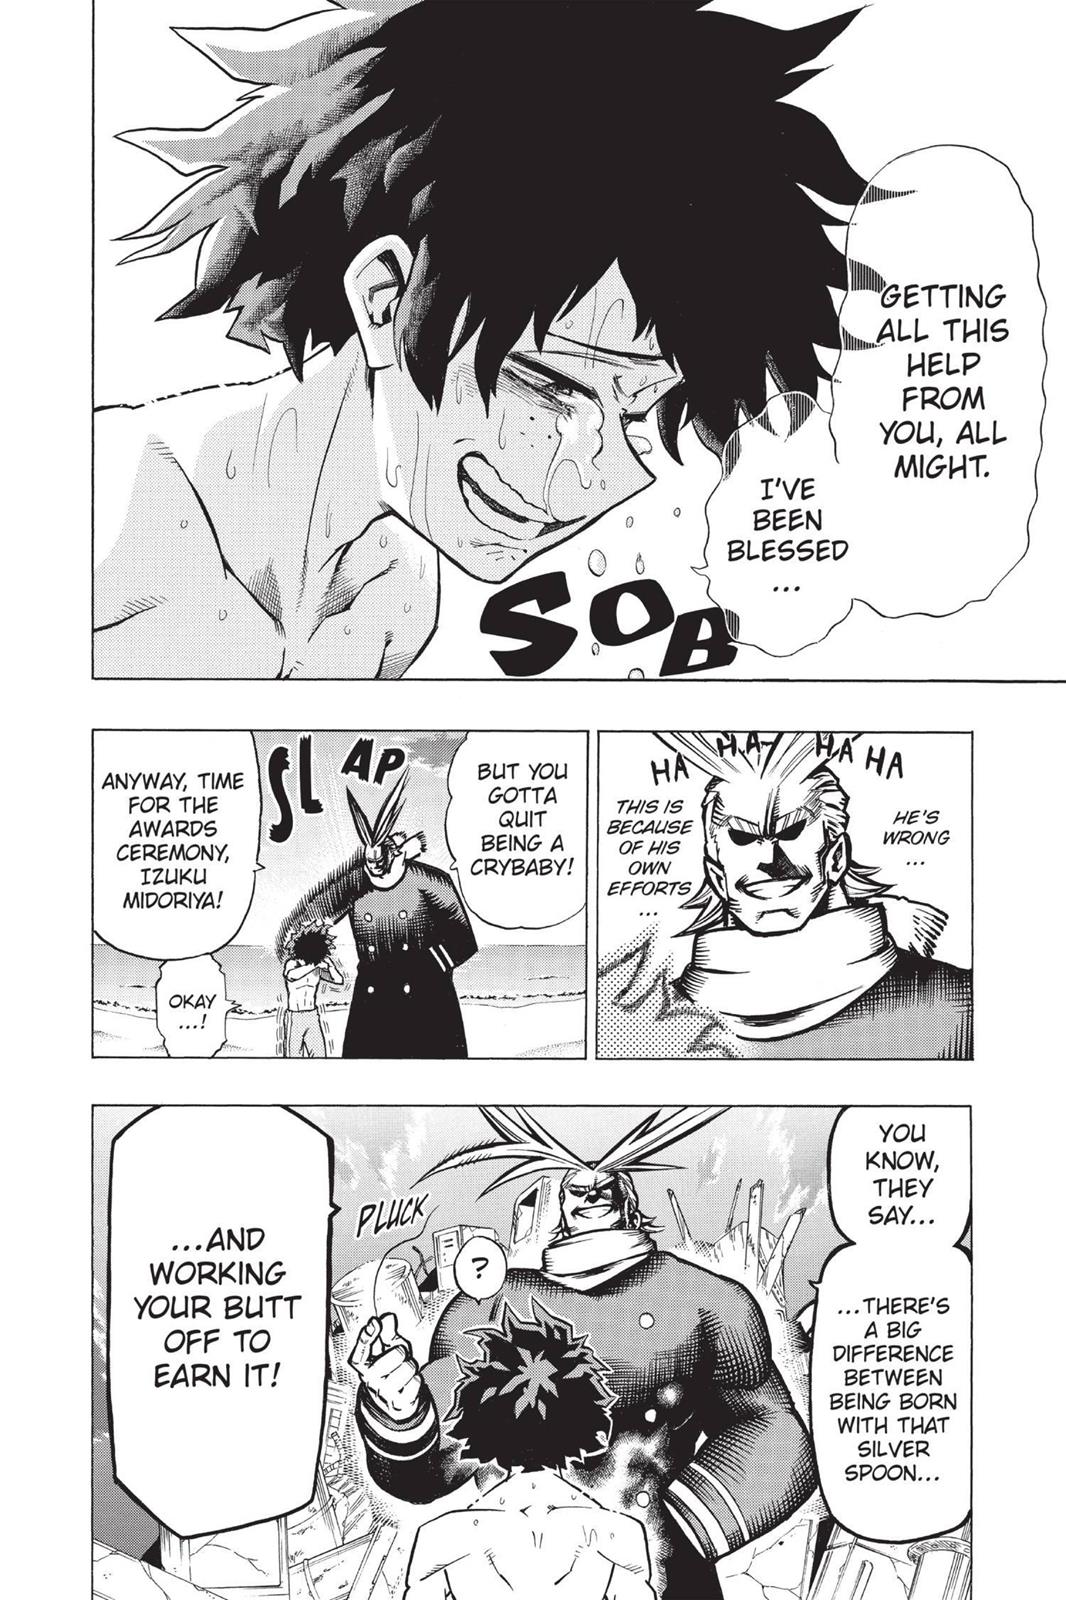 GETTING
ALL THIS
HELP
FROM
YOU, ALL
MIGHT.
I'VE
BEEN
BLESSED
...
SOB
HA HA HA HA
HE'S
WRONG
...
THIS IS
BECAUSE
OF HIS
OWN
EFFORTS
...
BUT YOU
GOTTA
QUIT
BEING A
CRYBABY!
SLAP
ANYWAY, TIME
FOR THE
AWARDS
CEREMONY,
IZUKU
MIDORIYA!
OKAY
...!
YOU
KNOW,
THEY
SAY...
...THERE'S
A BIG
DIFFERENCE
BETWEEN
BEING BORN
WITH THAT
SILVER
SPOON...
PLUCK
?
...AND
WORKING
YOUR BUTT
OFF TO
EARN IT!